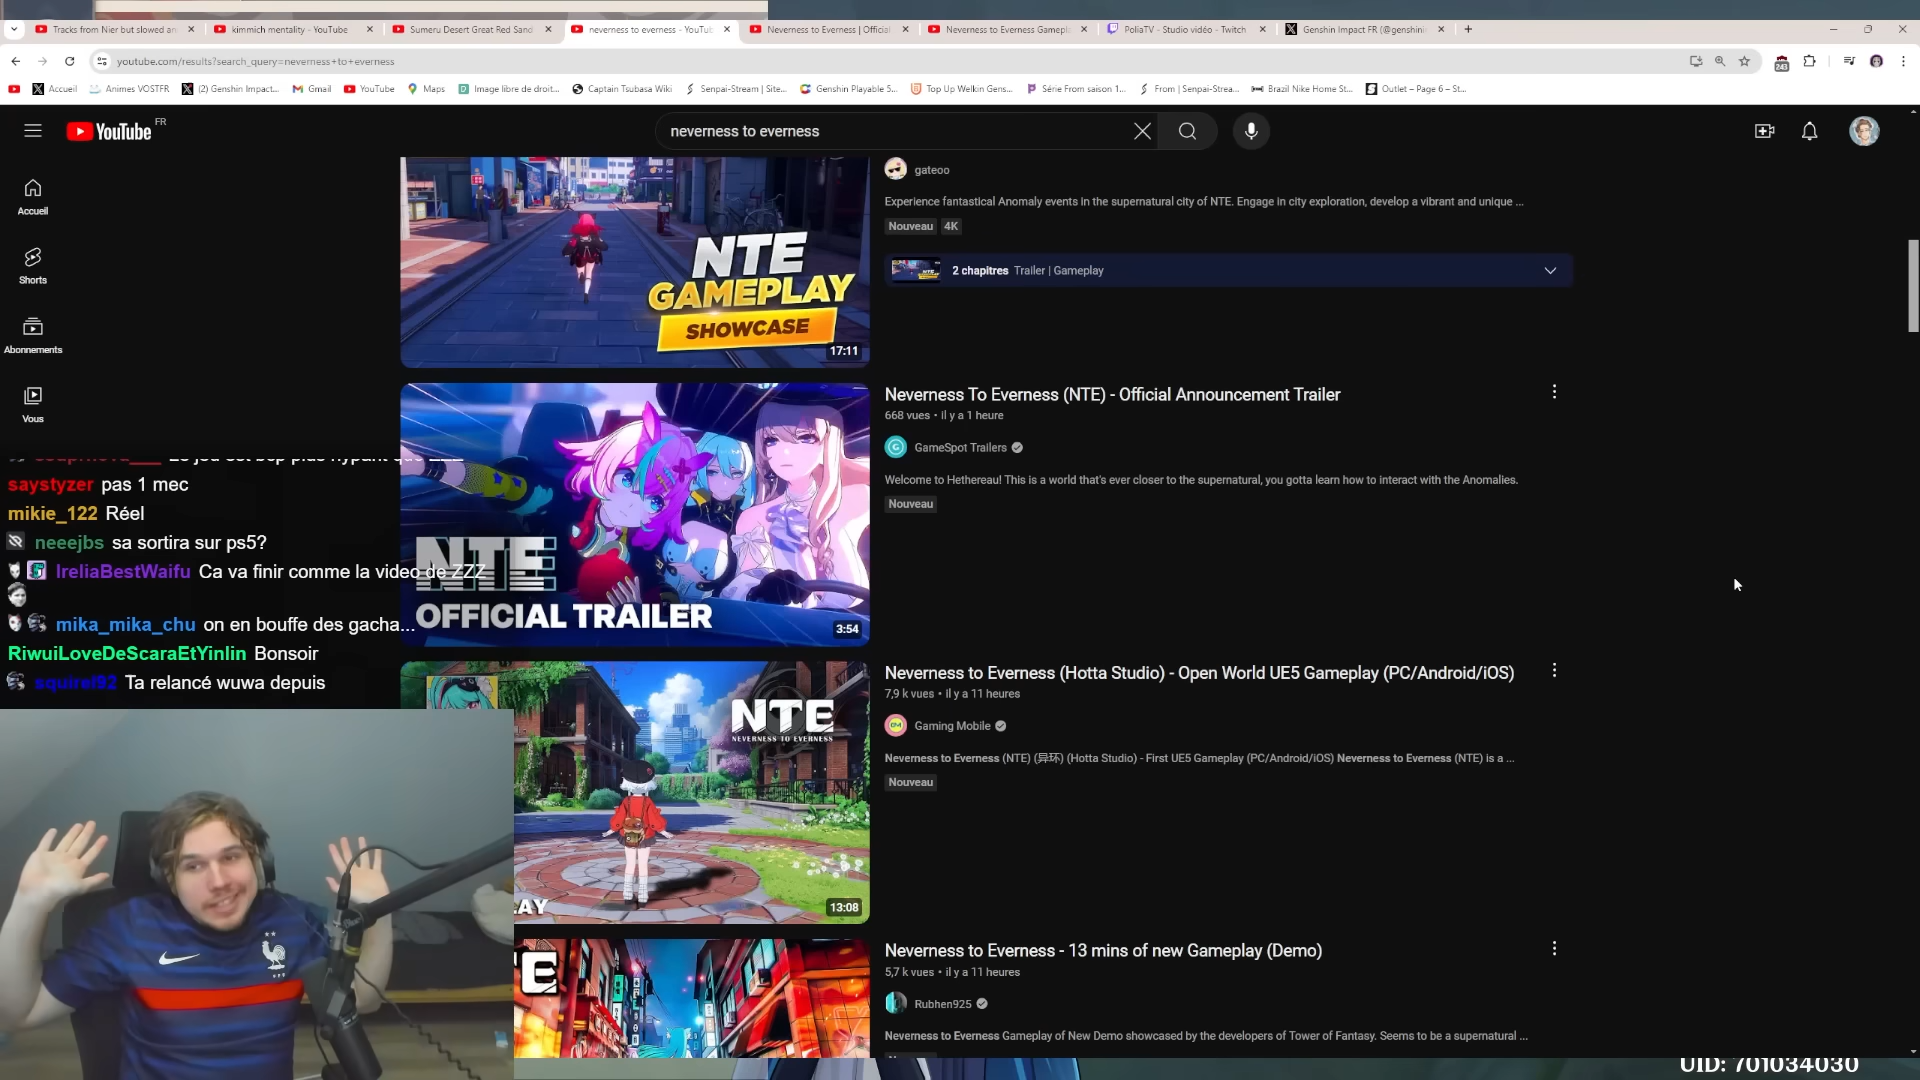 Tracks from Nier but slowed an
kimmich mentality - YouTube
Sumeru Desert Great Red Sand
neverness to everness - YouTub
Neverness to Everness | Official
Neverness to Everness Gamepl
PoliaTV - Studio vidéo - Twitch
Genshin Impact FR (@genshini
youtube.com/results?search_query=neverness+to+everness
243
Accueil
Animes VOSTFR
(2) Genshin Impact...
Gmail
YouTube
Maps
Image libre de droit...
Captain Tsubasa Wiki
Senpai-Stream | Site...
Genshin Playable 5...
Top Up Welkin Gens...
Série From saison 1...
From | Senpai-Strea...
Brazil Nike Home St...
Outlet – Page 6 – St...
YouTube FR
neverness to everness
Accueil
Shorts
Abonnements
Vous
NTE
GAMEPLAY
SHOWCASE
17:11
gateoo
Experience fantastical Anomaly events in the supernatural city of NTE. Engage in city exploration, develop a vibrant and unique ...
Nouveau 4K
2 chapitres Trailer | Gameplay
NTE
OFFICIAL TRAILER
3:54
Neverness To Everness (NTE) - Official Announcement Trailer
668 vues • il y a 1 heure
GameSpot Trailers
Welcome to Hethereau! This is a world that's ever closer to the supernatural, you gotta learn how to interact with the Anomalies.
Nouveau
saystyzer pas 1 mec
mikie_122 Réel
neeejbs sa sortira sur ps5?
IreliaBestWaifu Ca va finir comme la video de ZZZ
mika_mika_chu on en bouffe des gacha...
RiwuiLoveDeScaraEtYinlin Bonsoir
squirel92 Ta relancé wuwa depuis
NTE
NEVERNESS TO EVERNESS
AY
13:08
Neverness to Everness (Hotta Studio) - Open World UE5 Gameplay (PC/Android/iOS)
7,9 k vues • il y a 11 heures
Gaming Mobile
Neverness to Everness (NTE) (异环) (Hotta Studio) - First UE5 Gameplay (PC/Android/iOS) Neverness to Everness (NTE) is a ...
Nouveau
E
Neverness to Everness - 13 mins of new Gameplay (Demo)
5,7 k vues • il y a 11 heures
Rubhen925
Neverness to Everness Gameplay of New Demo showcased by the developers of Tower of Fantasy. Seems to be a supernatural ...
UID: 701034030